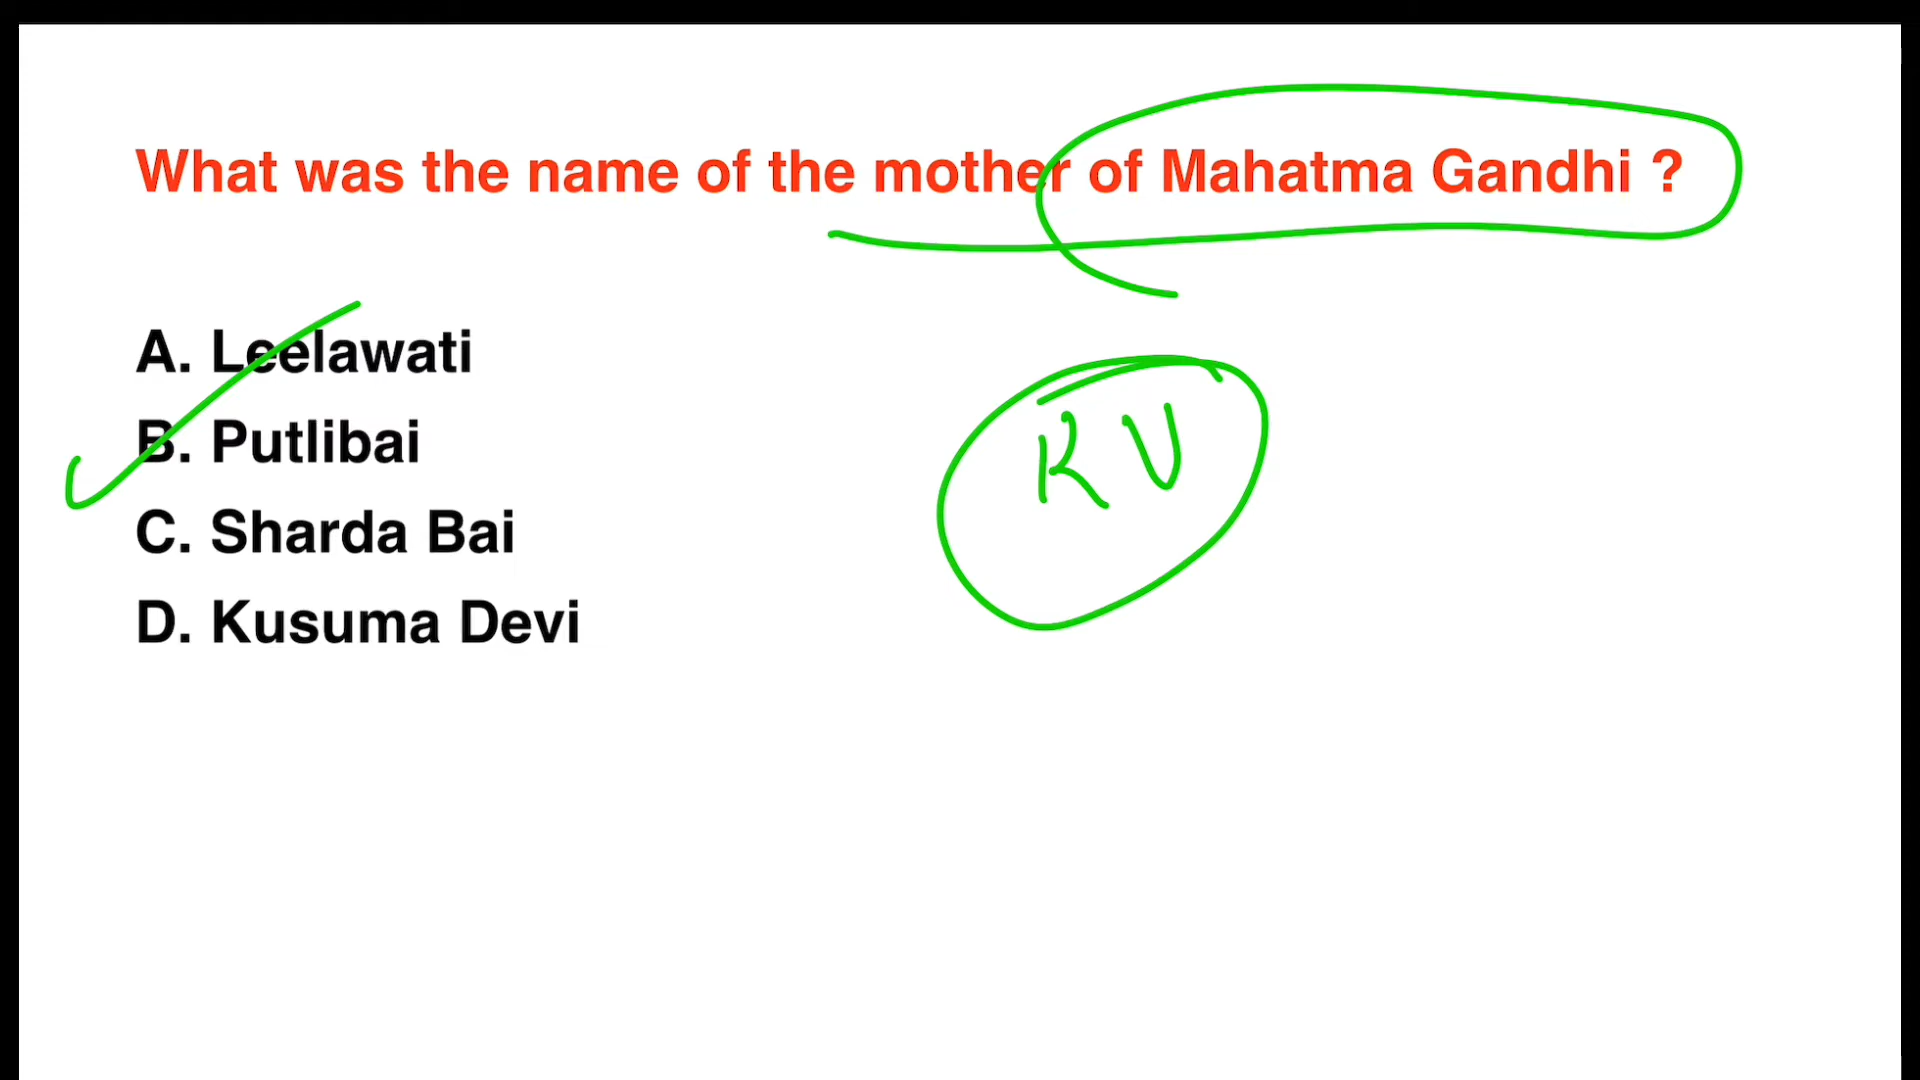 What was the name of the mother of Mahatma Gandhi ?
A. Leelawati
B. Putlibai
C. Sharda Bai
D. Kusuma Devi
KV